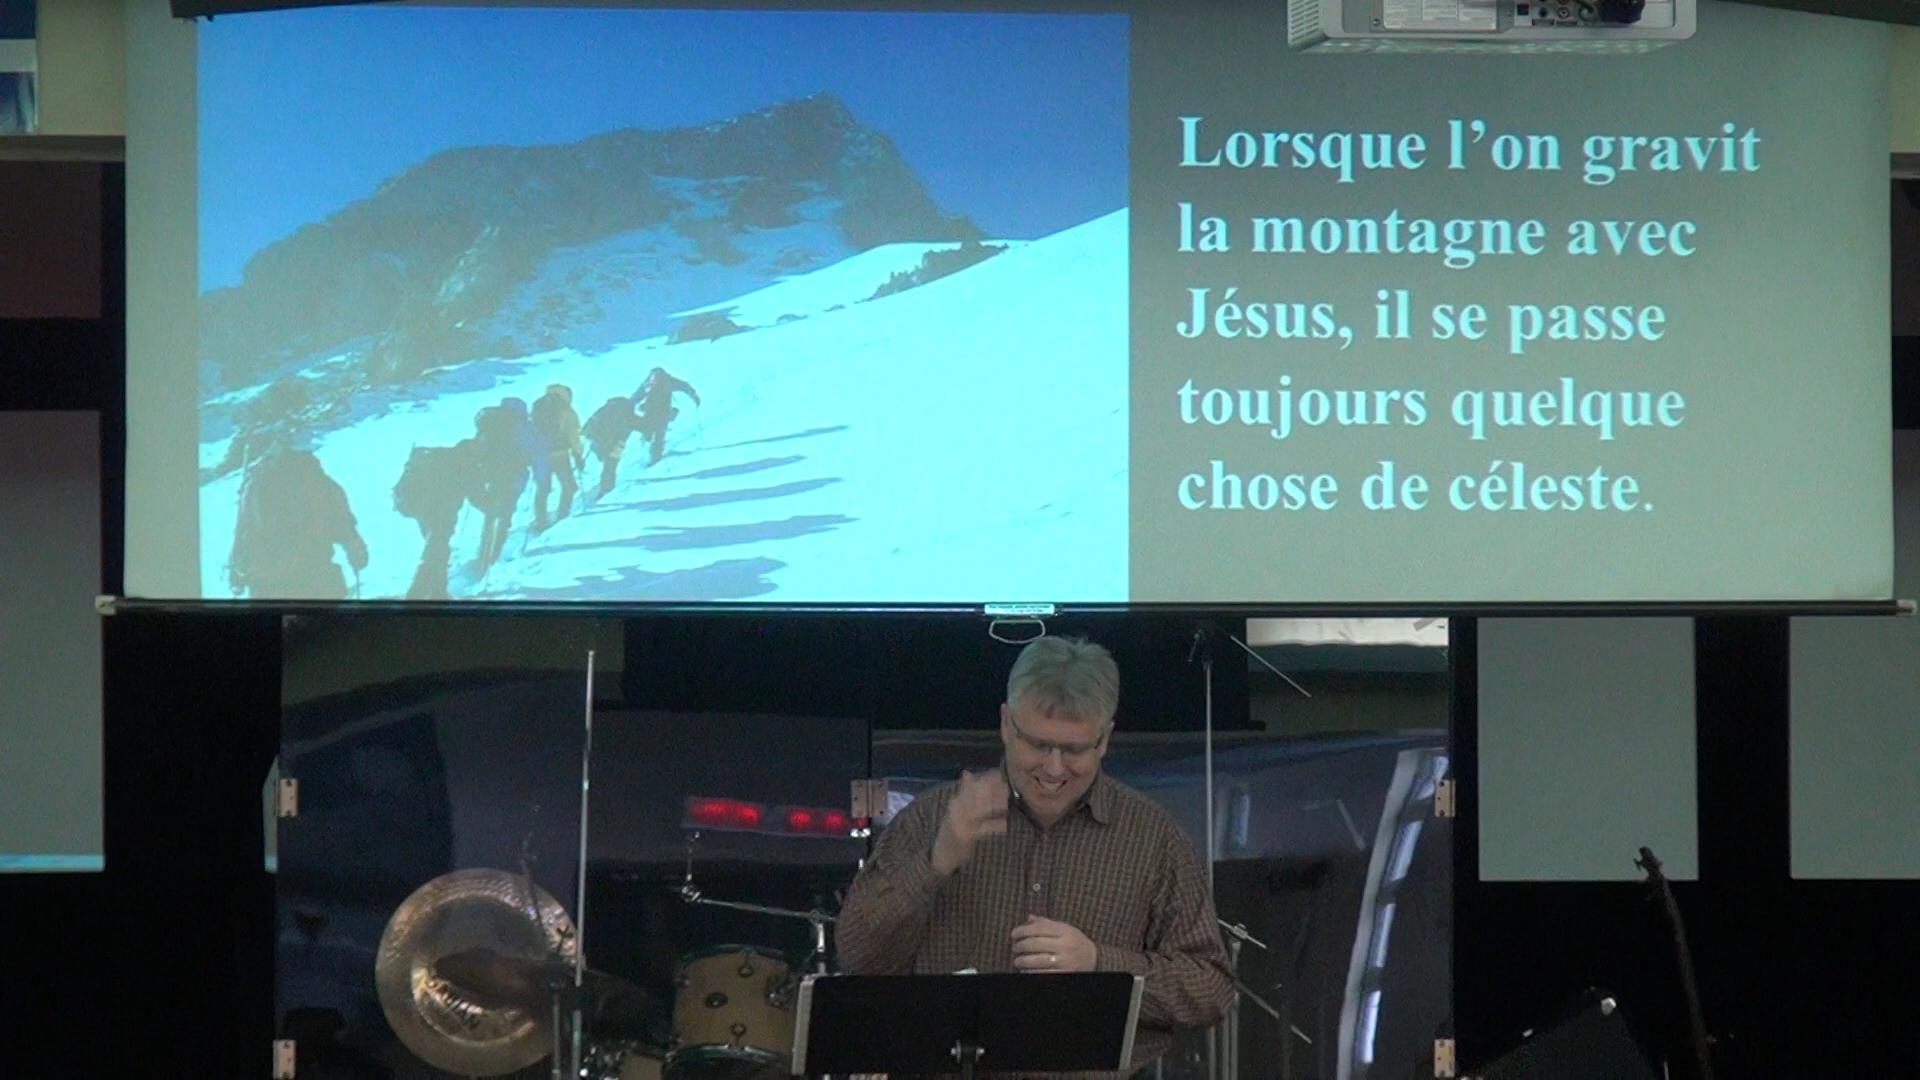 Lorsque l’on gravit
la montagne avec
Jésus, il se passe
toujours quelque
chose de céleste.